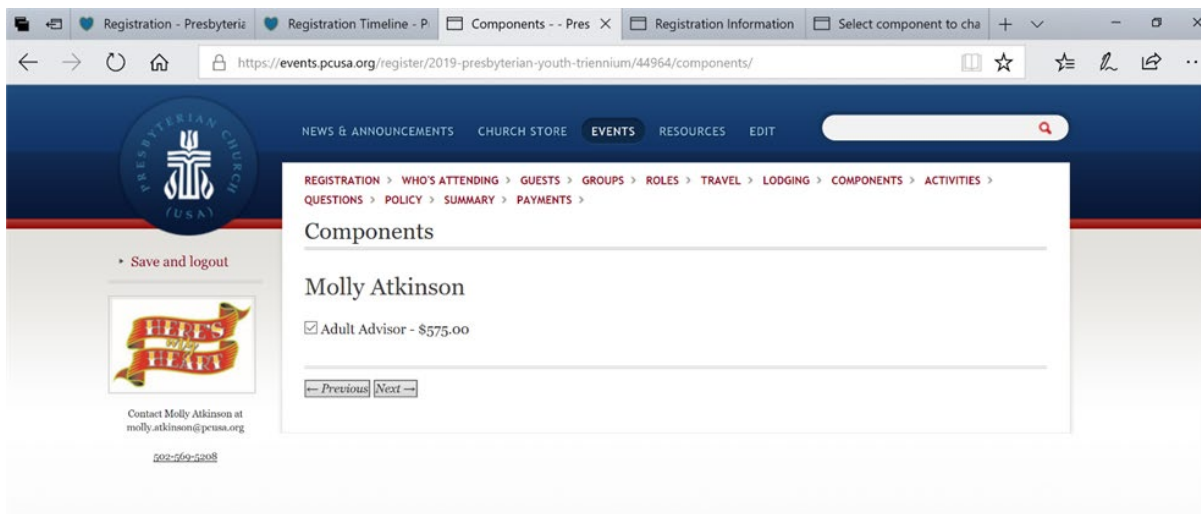 Registration - Presbyteria
Registration Timeline - P
Components - - Pres
Registration Information
Select component to cha
https://events.pcusa.org/register/2019-presbyterian-youth-triennium/44964/components/
PRESBYTERIAN CHURCH
(USA)
NEWS & ANNOUNCEMENTS CHURCH STORE EVENTS RESOURCES EDIT
REGISTRATION > WHO'S ATTENDING > GUESTS > GROUPS > ROLES > TRAVEL > LODGING > COMPONENTS > ACTIVITIES >
QUESTIONS > POLICY > SUMMARY > PAYMENTS >
Components
Save and logout
Molly Atkinson
Adult Advisor - $575.00
← Previous Next →
HERE'S
my
HEART
Contact Molly Atkinson at
molly.atkinson@pcusa.org
502-569-5208